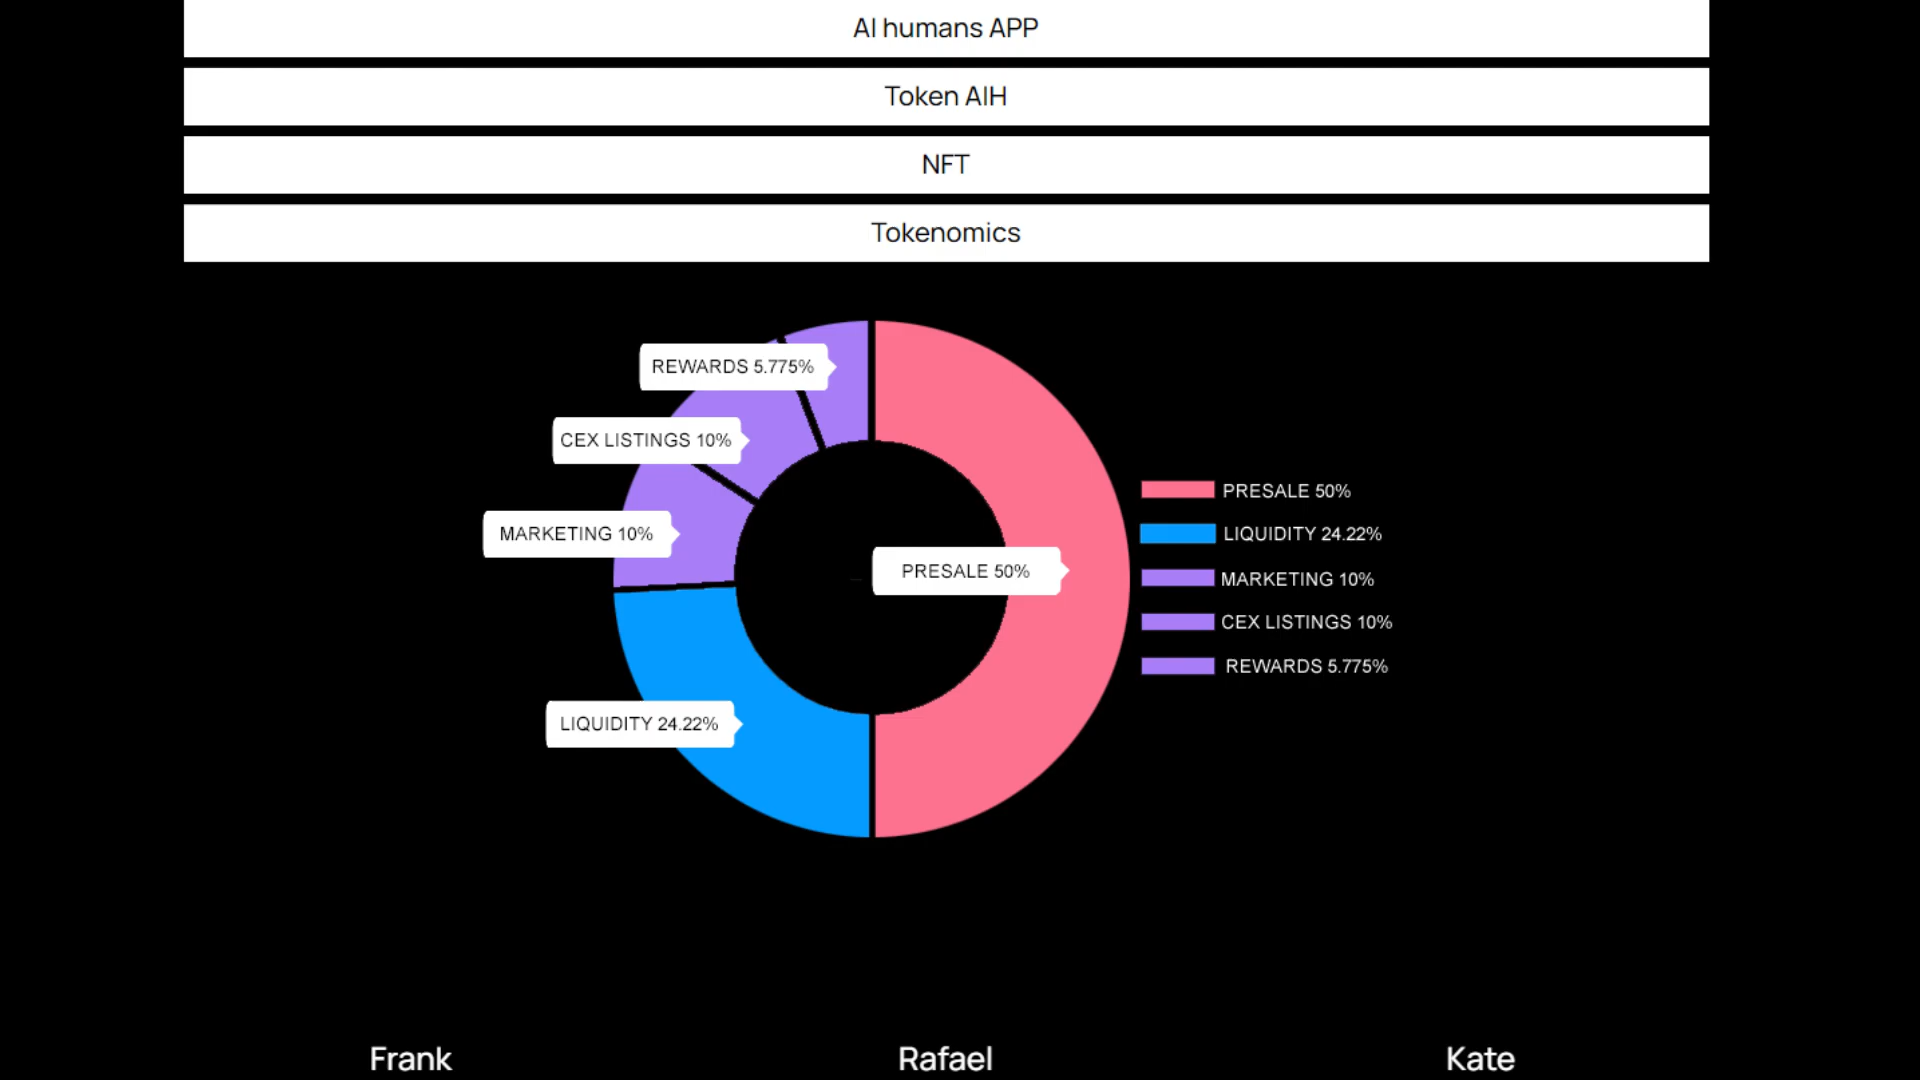 AI humans APP
Token AIH
NFT
Tokenomics
REWARDS 5.775%
CEX LISTINGS 10%
MARKETING 10%
PRESALE 50%
LIQUIDITY 24.22%
PRESALE 50%
LIQUIDITY 24.22%
MARKETING 10%
CEX LISTINGS 10%
REWARDS 5.775%
Frank
Rafael
Kate